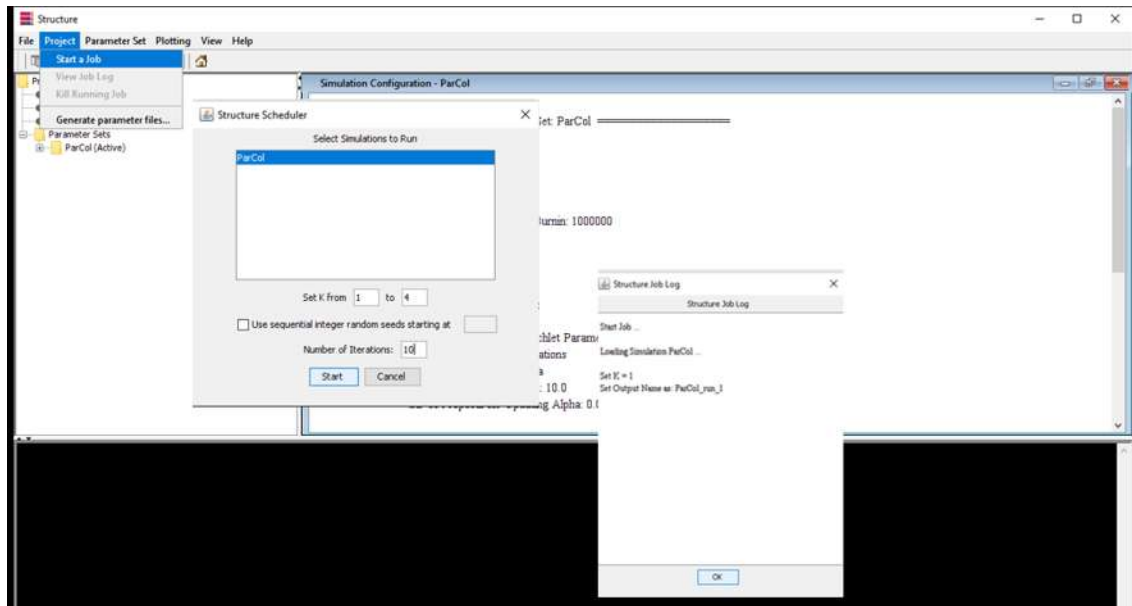 Structure
File Project Parameter Set Plotting View Help
Start a Job
View Job Log
Kill Running Job
Generate parameter files...
Parameter Sets
ParCol (Active)
Simulation Configuration - ParCol
Set: ParCol
Burnin: 1000000
Structure Scheduler
Select Simulations to Run
ParCol
Set K from 1 to 4
Use sequential integer random seeds starting at
Number of Iterations: 10
Start Cancel
10.0
Alpha: 0.0
Structure Job Log
Structure Job Log
Start Job ...
Loading Simulation ParCol ...
Set K = 1
Set Output Name as: ParCol_run_1
OK